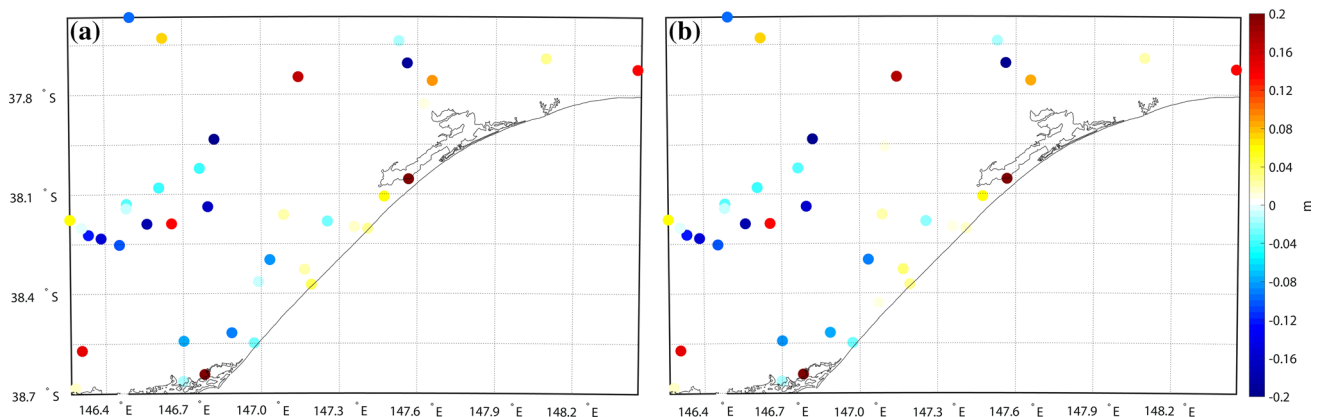 (a)
(b)
37.8 °S
38.1 °S
38.4 °S
38.7 °S
146.4 °E 146.7 °E 147.0 °E 147.3 °E 147.6 °E 147.9 °E 148.2 °E
146.4 °E 146.7 °E 147.0 °E 147.3 °E 147.6 °E 147.9 °E 148.2 °E
0.2
0.16
0.12
0.08
0.04
0
-0.04
-0.08
-0.12
-0.16
-0.2
m